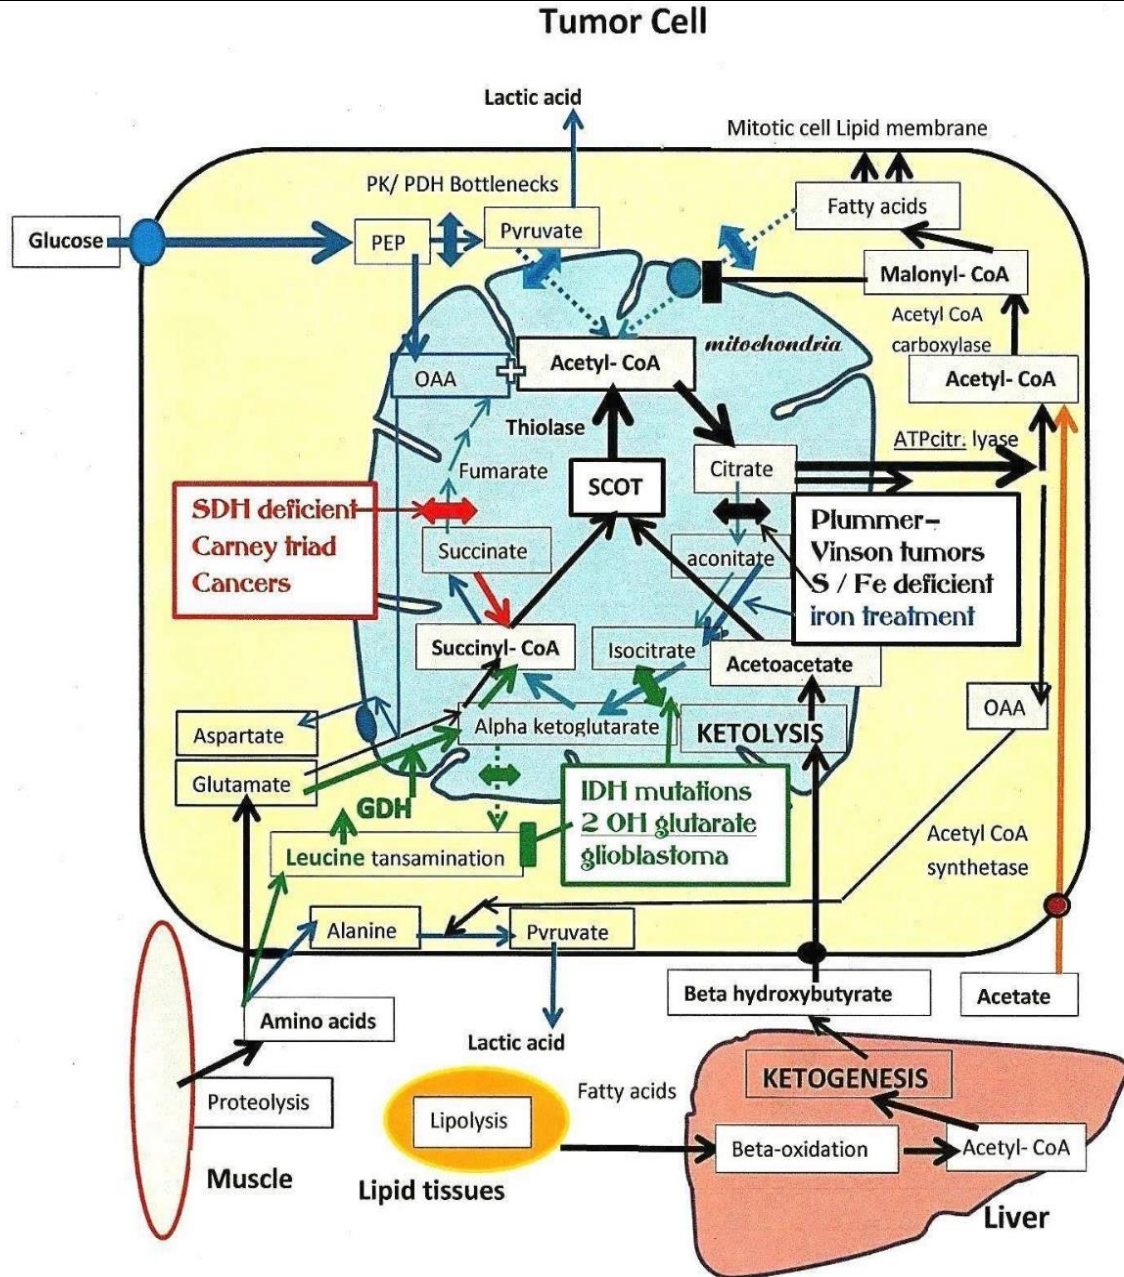 Tumor Cell
Lactic acid
Mitotic cell Lipid membrane
PK/ PDH Bottlenecks
Glucose
PEP
Pyruvate
Fatty acids
Malonyl- CoA
Acetyl CoA
carboxylase
mitochondria
OAA
Acetyl- CoA
Acetyl- CoA
Thiolase
ATPcitr. lyase
Fumarate
Citrate
SCOT
SDH deficient
Carney triad
Cancers
Plummer–
Vinson tumors
S / Fe deficient
iron treatment
Succinate
aconitate
Succinyl- CoA
Isocitrate
Acetoacetate
OAA
Aspartate
Alpha ketoglutarate
KETOLYSIS
Glutamate
GDH
IDH mutations
2 OH glutarate
glioblastoma
Leucine tansamination
Acetyl CoA
synthetase
Alanine
Pvruvate
Beta hydroxybutyrate
Acetate
Amino acids
Lactic acid
KETOGENESIS
Proteolysis
Lipolysis
Fatty acids
Beta-oxidation
Acetyl- CoA
Muscle
Lipid tissues
Liver